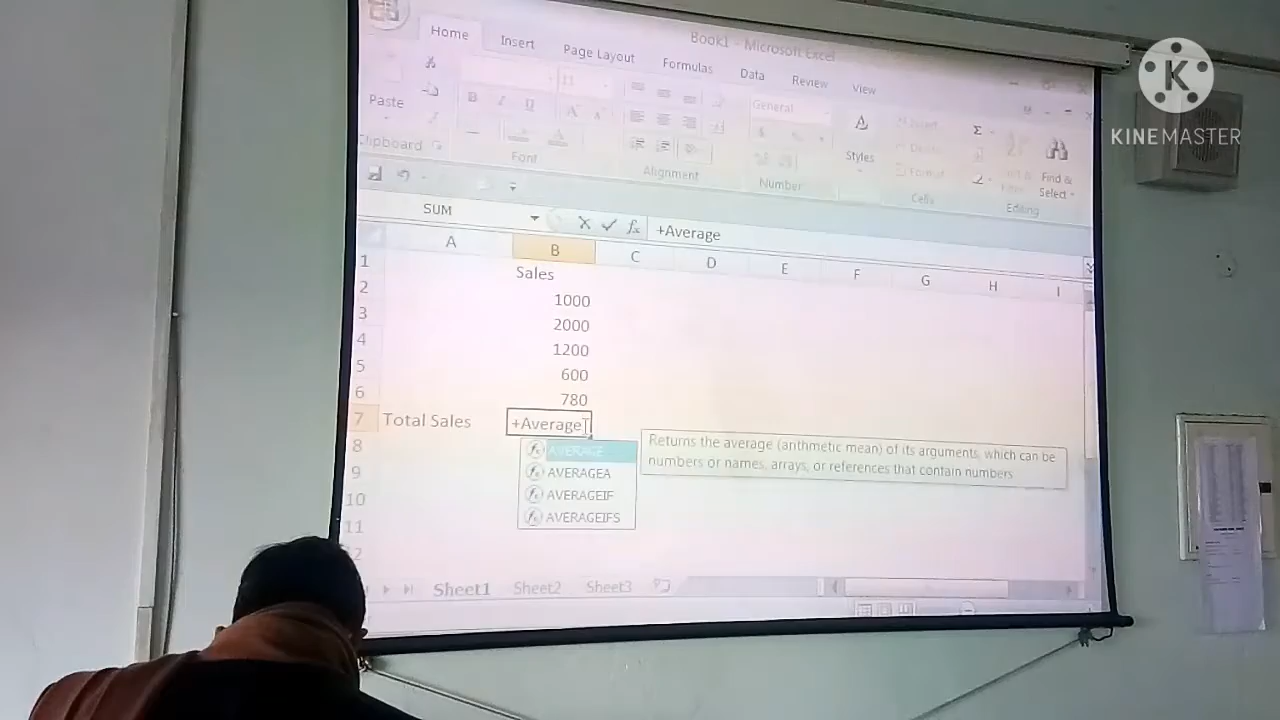 Book1 - Microsoft Excel
Home Insert Page Layout Formulas Data Review View
K
KINEMASTER
Paste
11
B I U
General
Styles
Σ
Find &
Select
Clipboard Font Alignment Number Cells Editing
SUM fx +Average
A B C D E F G H I
1 Sales
2 1000
3 2000
4 1200
5 600
6 780
7 Total Sales +Average
8 AVERAGE
9 AVERAGEA
10 AVERAGEIF
11 AVERAGEIFS
Returns the average (arithmetic mean) of its arguments, which can be
numbers or names, arrays, or references that contain numbers
Sheet1 Sheet2 Sheet3